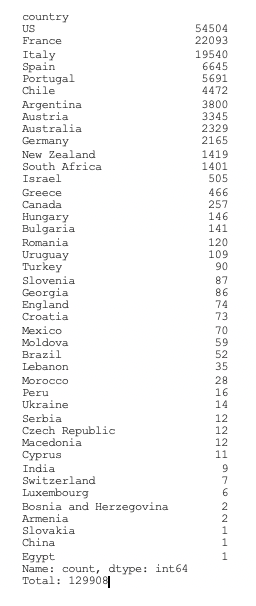 country
US 54504
France 22093
Italy 19540
Spain 6645
Portugal 5691
Chile 4472
Argentina 3800
Austria 3345
Australia 2329
Germany 2165
New Zealand 1419
South Africa 1401
Israel 505
Greece 466
Canada 257
Hungary 146
Bulgaria 141
Romania 120
Uruguay 109
Turkey 90
Slovenia 87
Georgia 86
England 74
Croatia 73
Mexico 70
Moldova 59
Brazil 52
Lebanon 35
Morocco 28
Peru 16
Ukraine 14
Serbia 12
Czech Republic 12
Macedonia 12
Cyprus 11
India 9
Switzerland 7
Luxembourg 6
Bosnia and Herzegovina 2
Armenia 2
Slovakia 1
China 1
Egypt 1
Name: count, dtype: int64
Total: 129908